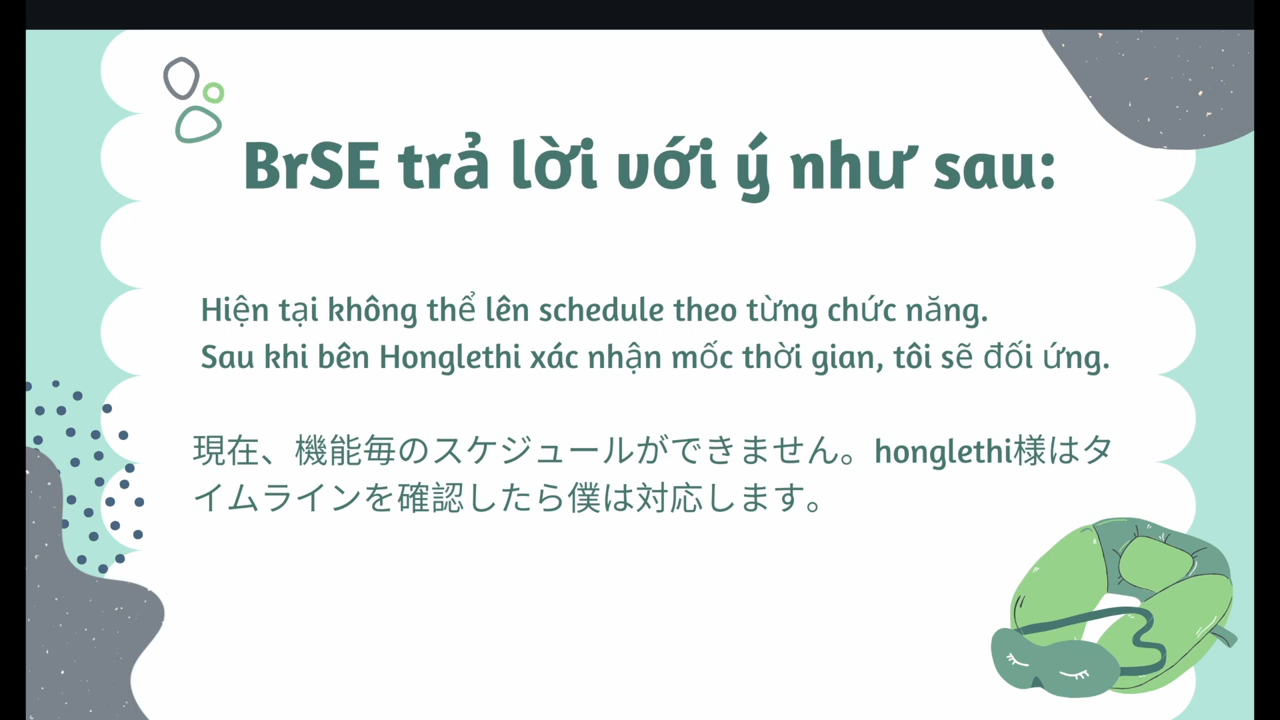 BrSE trả lời với ý như sau:
Hiện tại không thể lên schedule theo từng chức năng.
Sau khi bên Honglethi xác nhận mốc thời gian, tôi sẽ đối ứng.
現在、機能毎のスケジュールができません。honglethi様はタ
イムラインを確認したら僕は対応します。